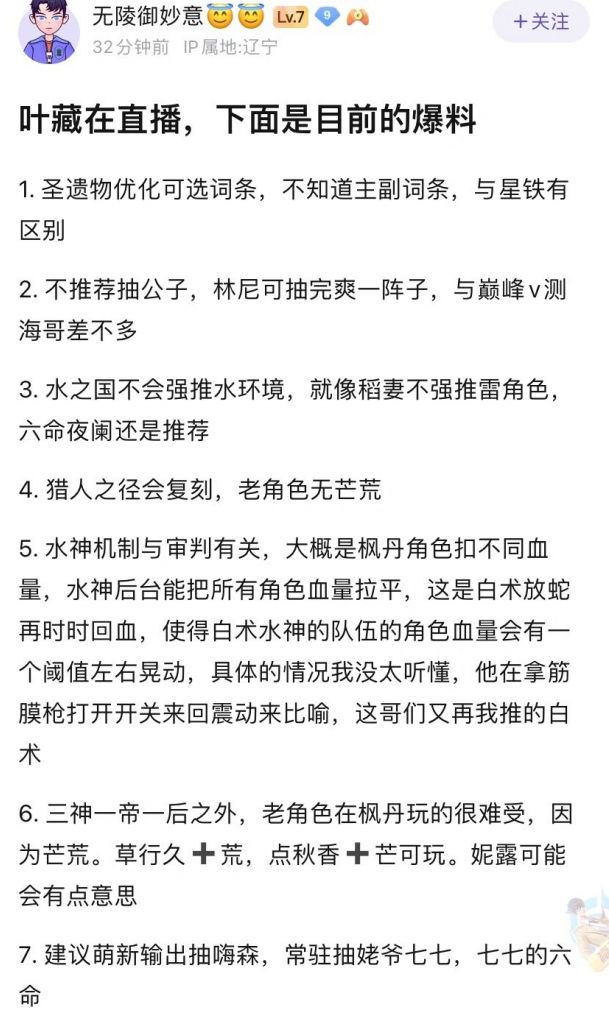 无陵御妙意😇😇 Lv.7 9
+关注
32分钟前 IP属地:辽宁
叶藏在直播，下面是目前的爆料
1. 圣遗物优化可选词条，不知道主副词条，与星铁有
区别
2. 不推荐抽公子，林尼可抽完爽一阵子，与巅峰v测
海哥差不多
3. 水之国不会强推水环境，就像稻妻不强推雷角色，
六命夜阑还是推荐
4. 猎人之径会复刻，老角色无芒荒
5. 水神机制与审判有关，大概是枫丹角色扣不同血
量，水神后台能把所有角色血量拉平，这是白术放蛇
再时时回血，使得白术水神的队伍的角色血量会有一
个阈值左右晃动，具体的情况我没太听懂，他在拿筋
膜枪打开开关来回震动来比喻，这哥们又再我推的白
术
6. 三神一帝一后之外，老角色在枫丹玩的很难受，因
为芒荒。草行久➕荒，点秋香➕芒可玩。妮露可能
会有点意思
7. 建议萌新输出抽嗨森，常驻抽姥爷七七，七七的六
命